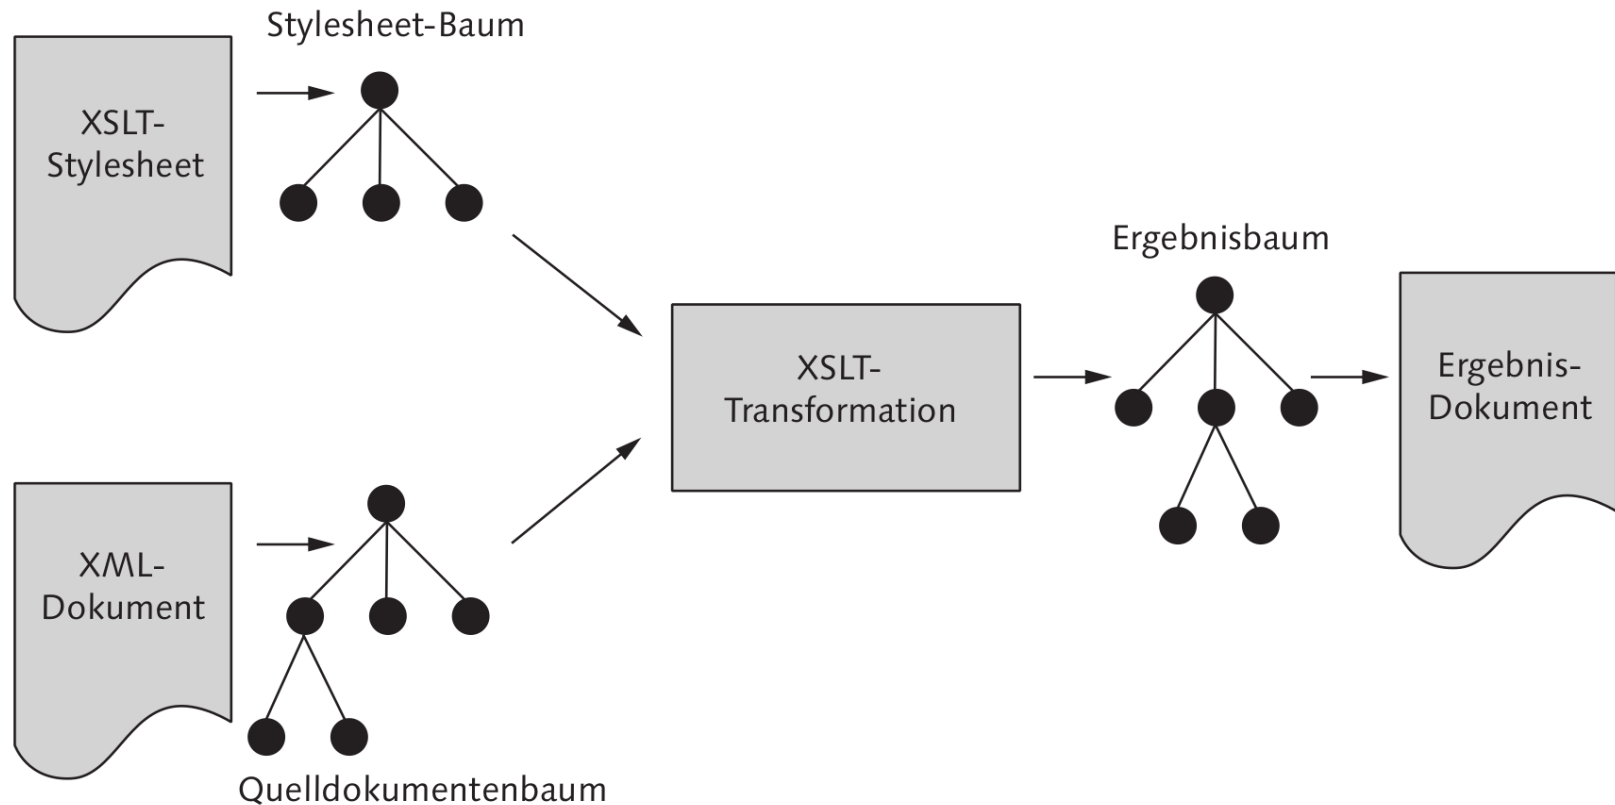 Stylesheet-Baum
XSLT-
Stylesheet
Ergebnisbaum
XSLT-
Transformation
Ergebnis-
Dokument
XML-
Dokument
Quelldokumentenbaum